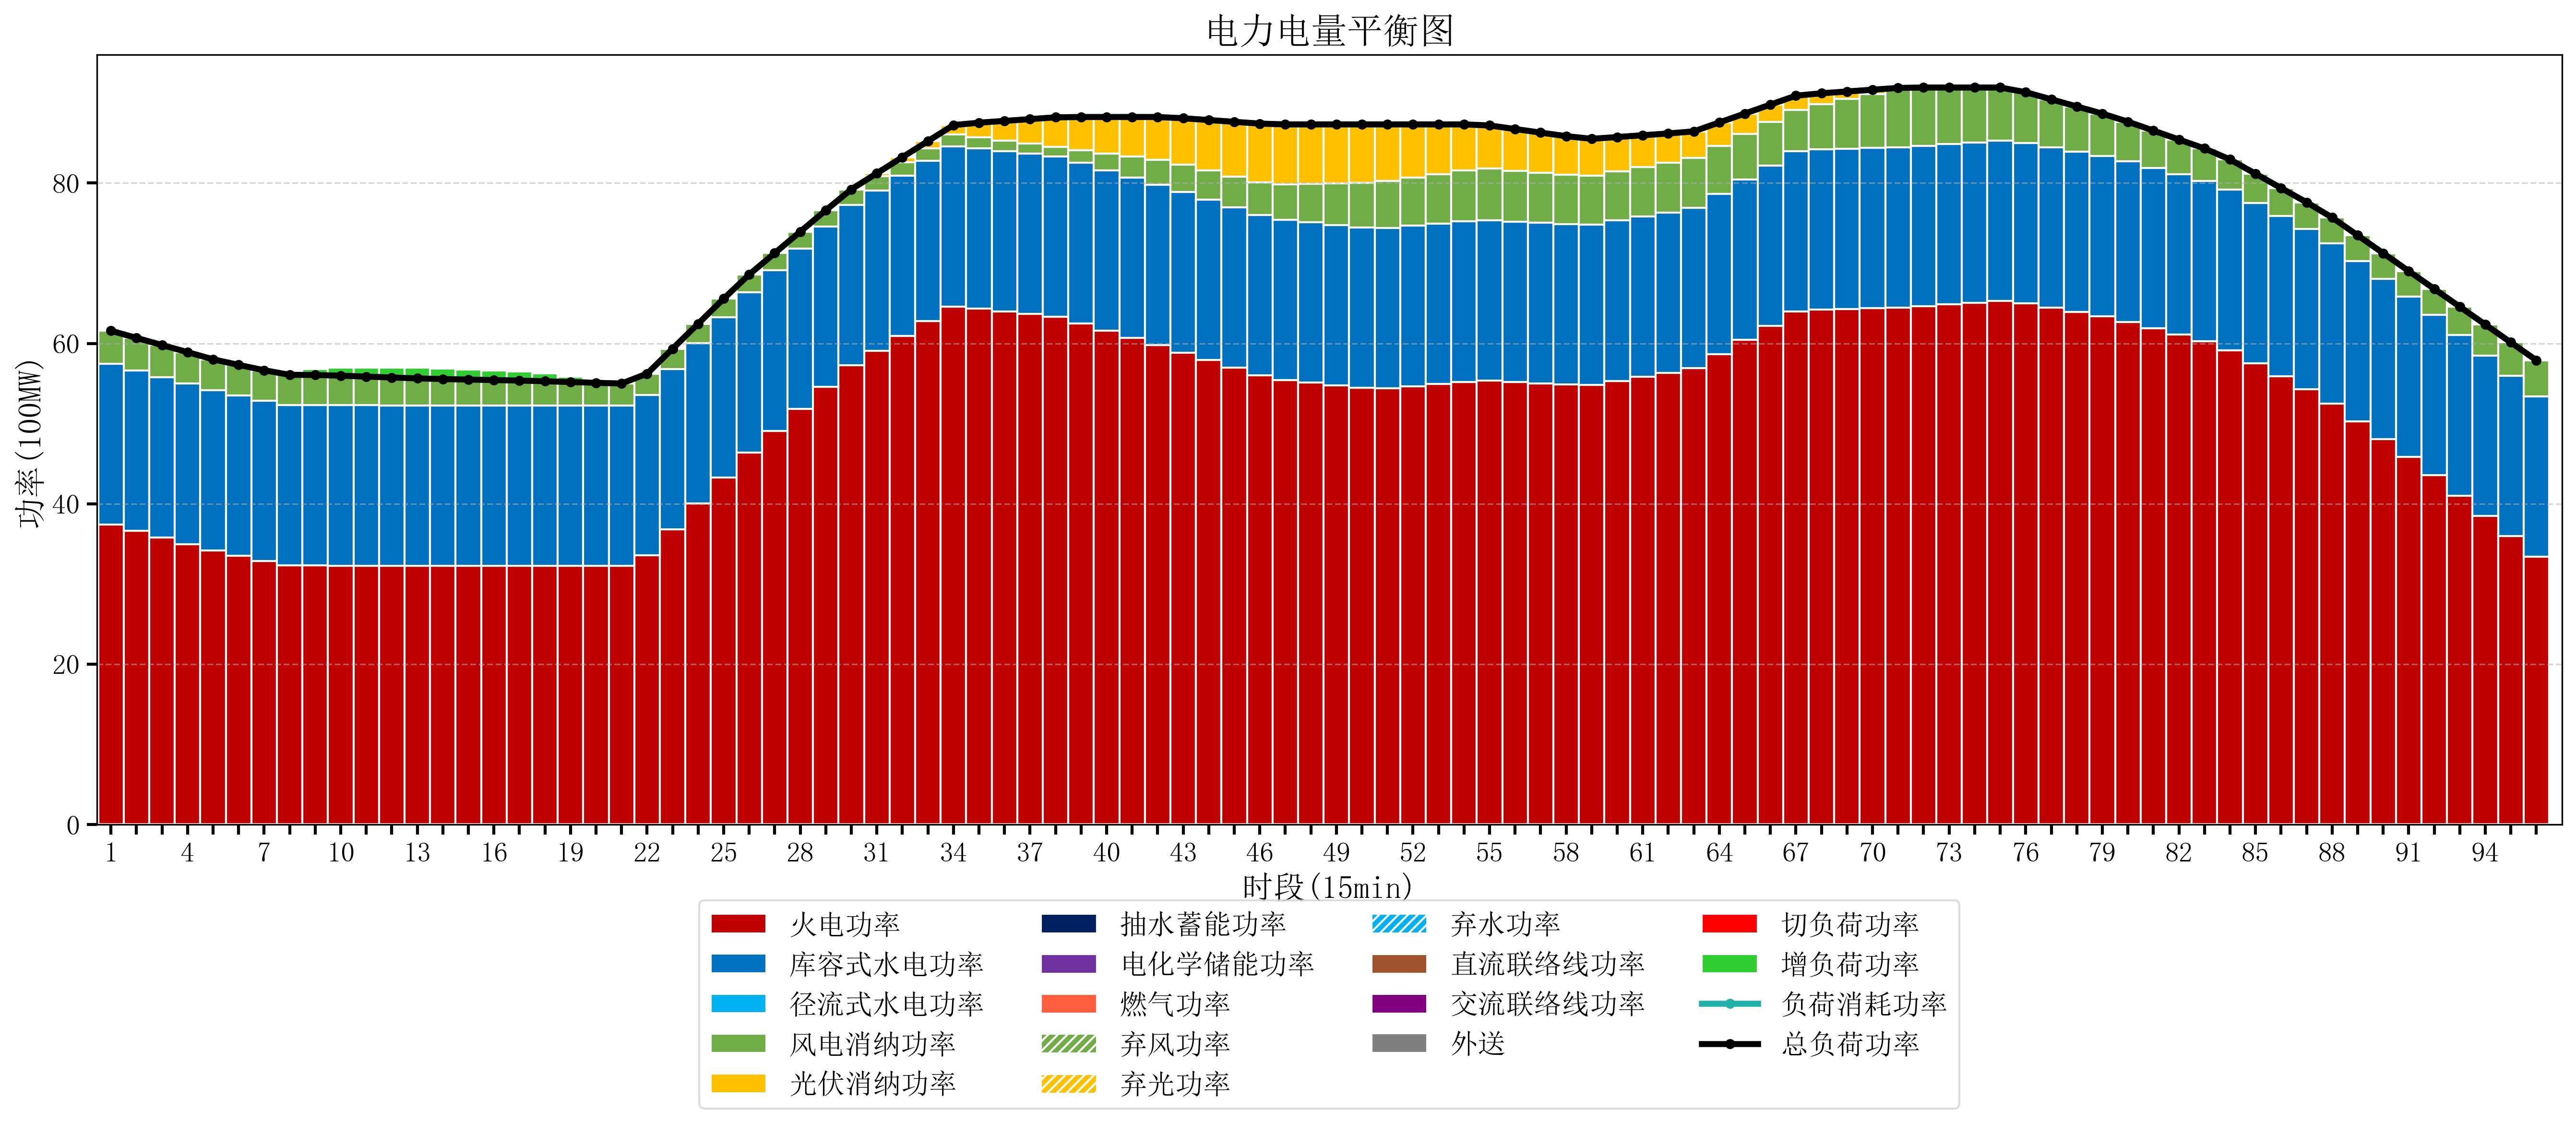 电力电量平衡图
功率(100MW)
80
60
40
20
0
1 4 7 10 13 16 19 22 25 28 31 34 37 40 43 46 49 52 55 58 61 64 67 70 73 76 79 82 85 88 91 94
时段(15min)
火电功率
库容式水电功率
径流式水电功率
风电消纳功率
光伏消纳功率
抽水蓄能功率
电化学储能功率
燃气功率
弃风功率
弃光功率
弃水功率
直流联络线功率
交流联络线功率
外送
切负荷功率
增负荷功率
负荷消耗功率
总负荷功率